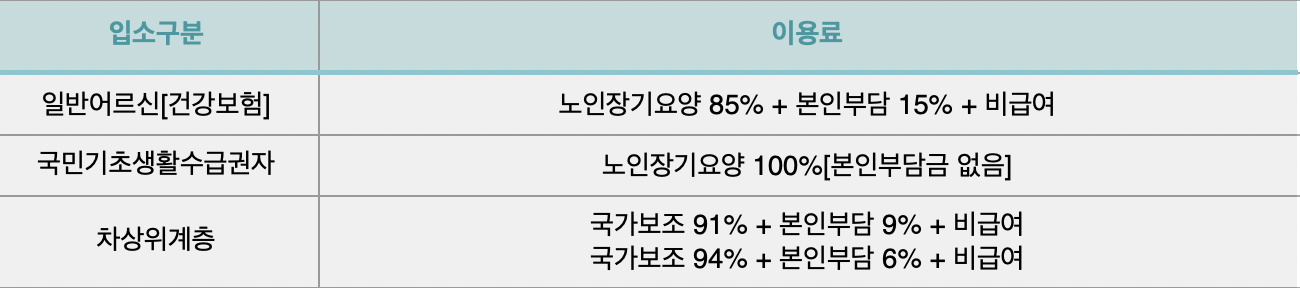 입소구분 이용료
일반어르신[건강보험] 노인장기요양 85% + 본인부담 15% + 비급여
국민기초생활수급권자 노인장기요양 100%[본인부담금 없음]
차상위계층
국가보조 91% + 본인부담 9% + 비급여
국가보조 94% + 본인부담 6% + 비급여